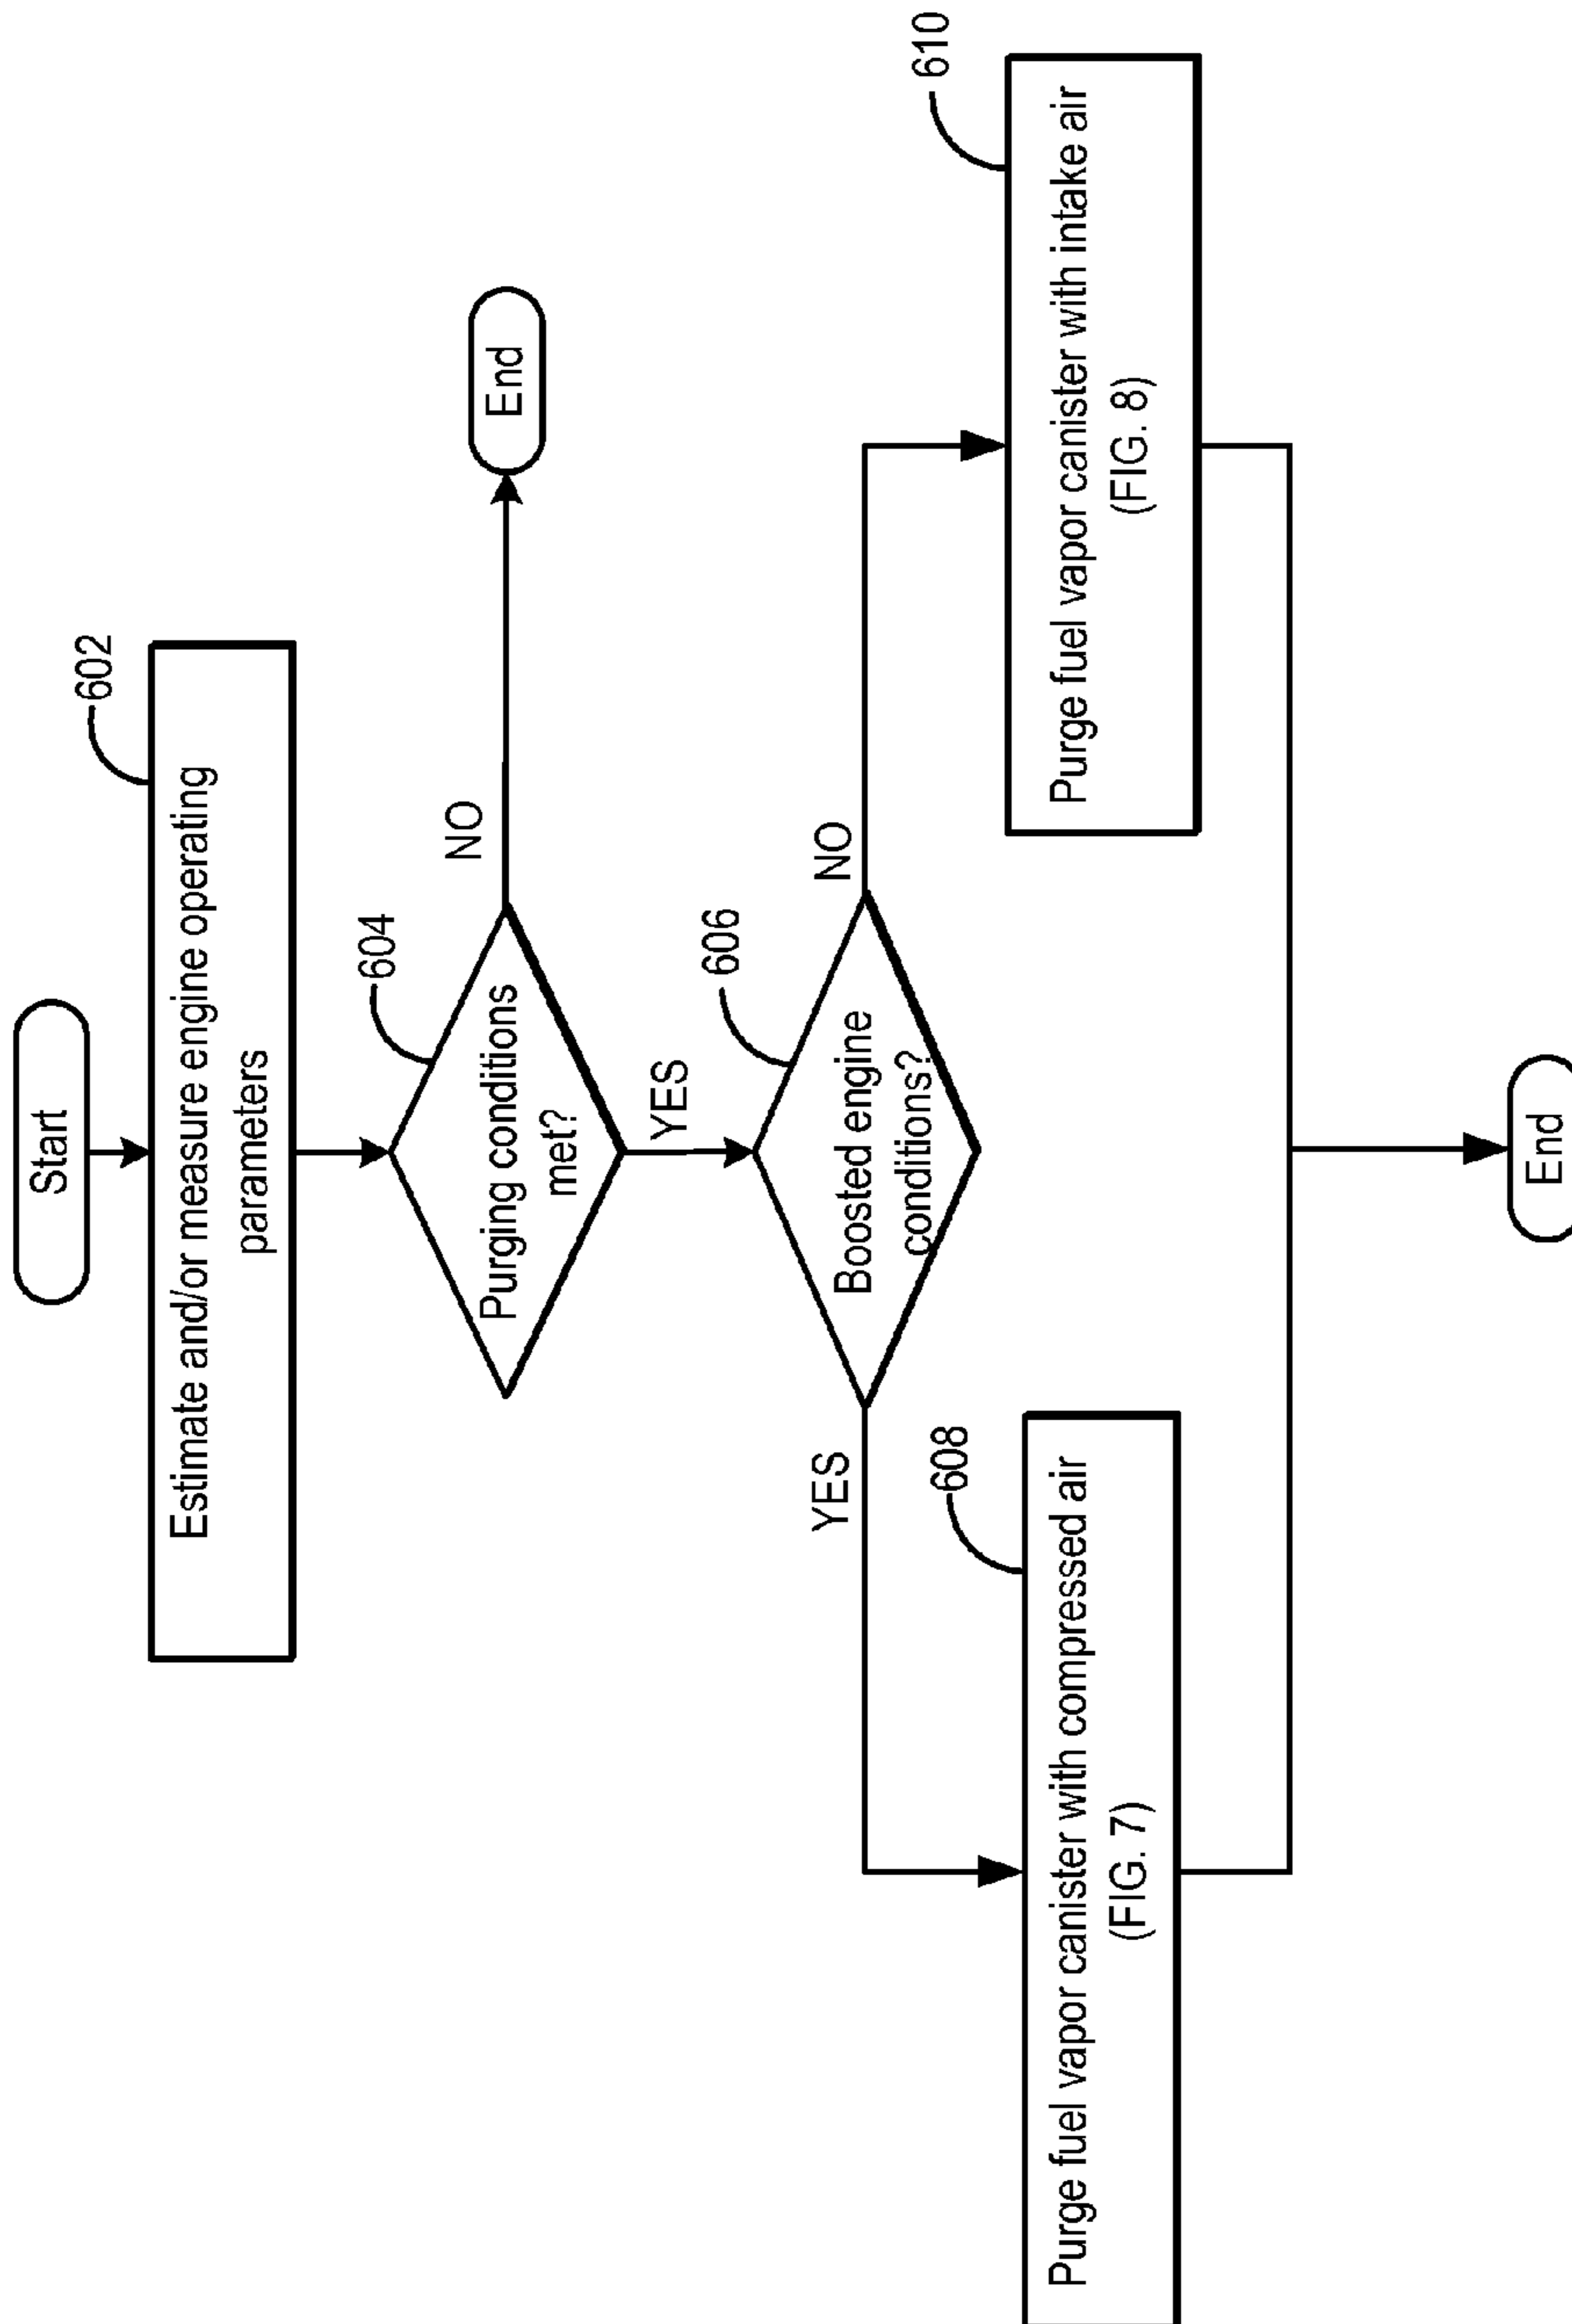 Start
602
Estimate and/or measure engine operating
parameters
604
Purging conditions
met?
NO
End
YES
606
Boosted engine
conditions?
YES
NO
608
Purge fuel vapor canister with compressed air
(FIG. 7)
610
Purge fuel vapor canister with intake air
(FIG. 8)
End